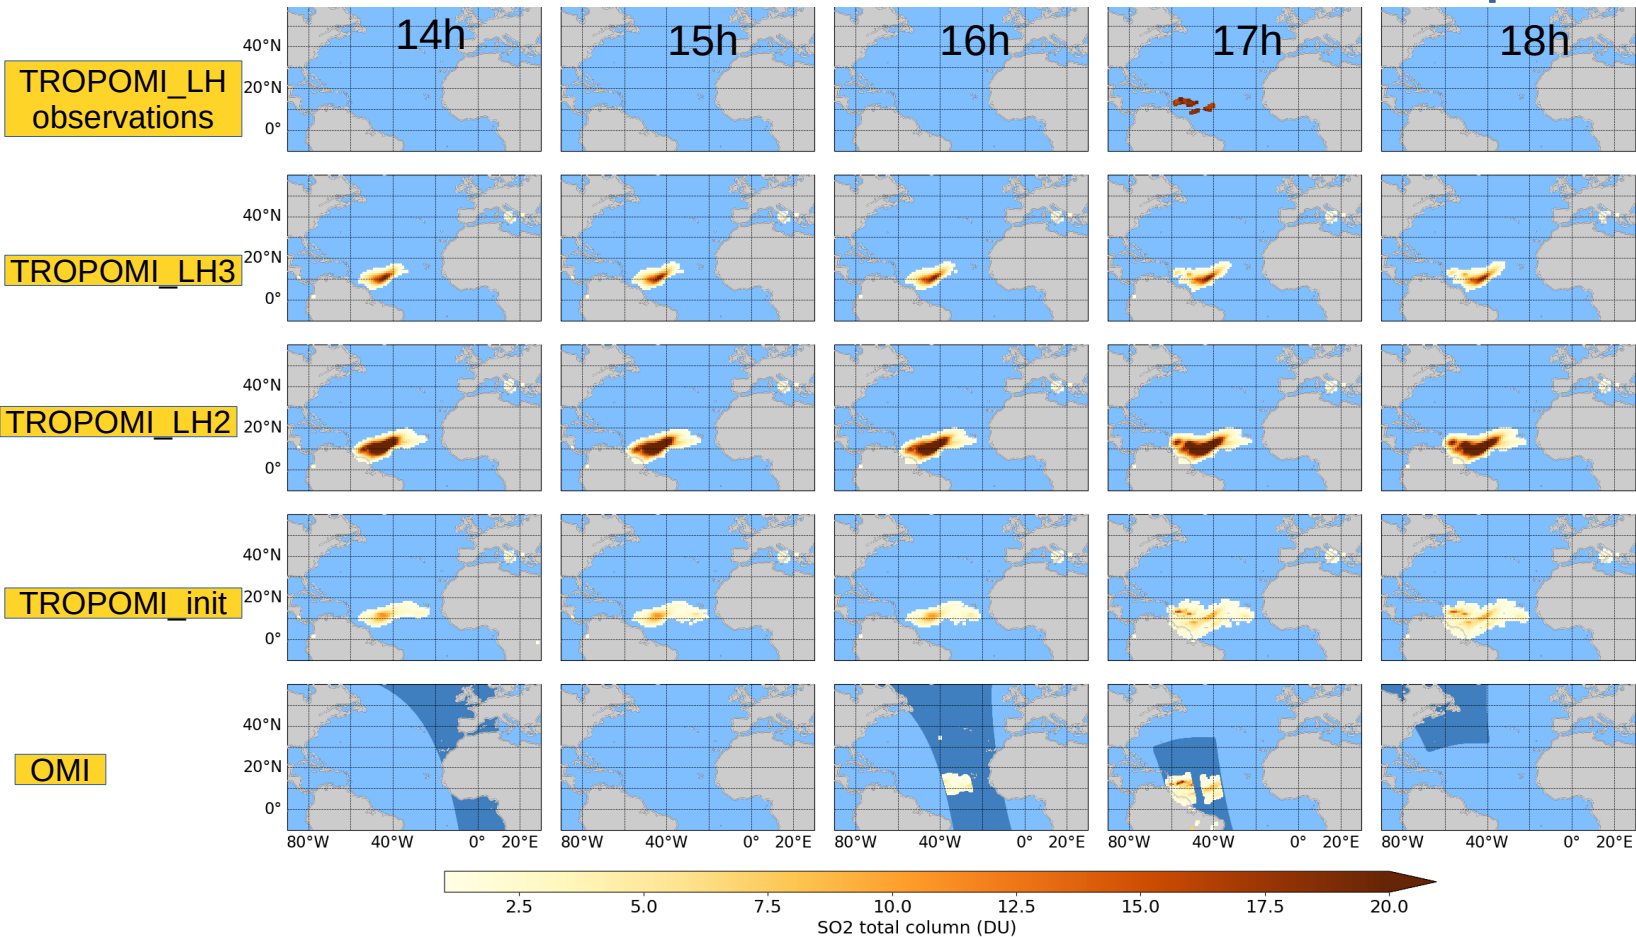 14h 15h 16h 17h 18h
TROPOMI_LH
observations
40°N
20°N
0°
TROPOMI_LH3
40°N
20°N
0°
TROPOMI_LH2
40°N
20°N
0°
TROPOMI_init
40°N
20°N
0°
OMI
40°N
20°N
0°
80°W 40°W 0° 20°E 80°W 40°W 0° 20°E 80°W 40°W 0° 20°E 80°W 40°W 0° 20°E 80°W 40°W 0° 20°E
2.5 5.0 7.5 10.0 12.5 15.0 17.5 20.0
SO2 total column (DU)